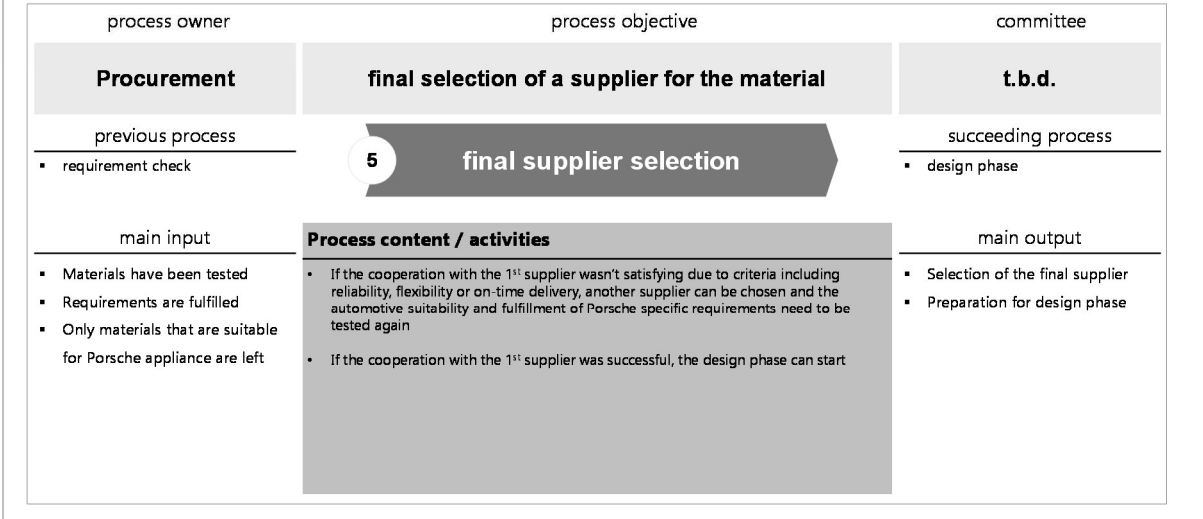 process owner
process objective
committee
Procurement
final selection of a supplier for the material
t.b.d.
previous process
▪ requirement check
5
final supplier selection
succeeding process
▪ design phase
main input
▪ Materials have been tested
▪ Requirements are fulfilled
▪ Only materials that are suitable
for Porsche appliance are left
Process content / activities
• If the cooperation with the 1st supplier wasn't satisfying due to criteria including
reliability, flexibility or on-time delivery, another supplier can be chosen and the
automotive suitability and fulfillment of Porsche specific requirements need to be
tested again
• If the cooperation with the 1st supplier was successful, the design phase can start
main output
▪ Selection of the final supplier
▪ Preparation for design phase